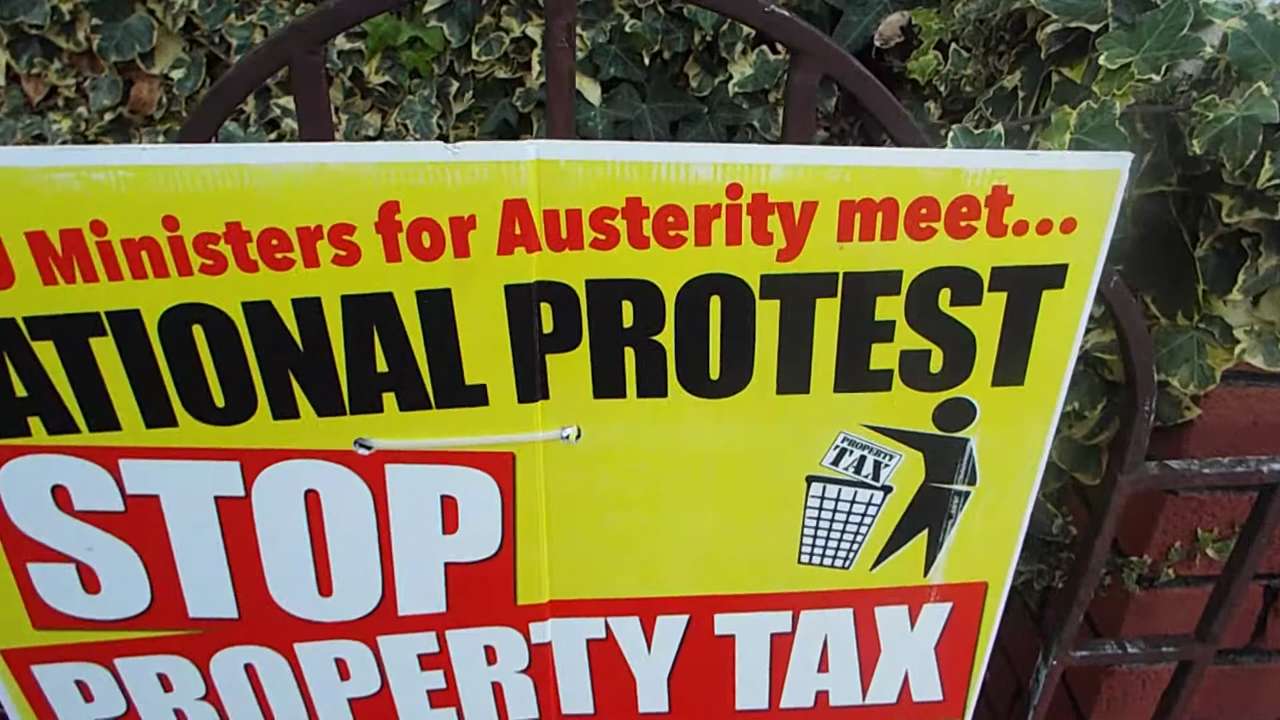 Ministers for Austerity meet...
ATIONAL PROTEST
PROPERTY
TAX
STOP
PROPERTY TAX